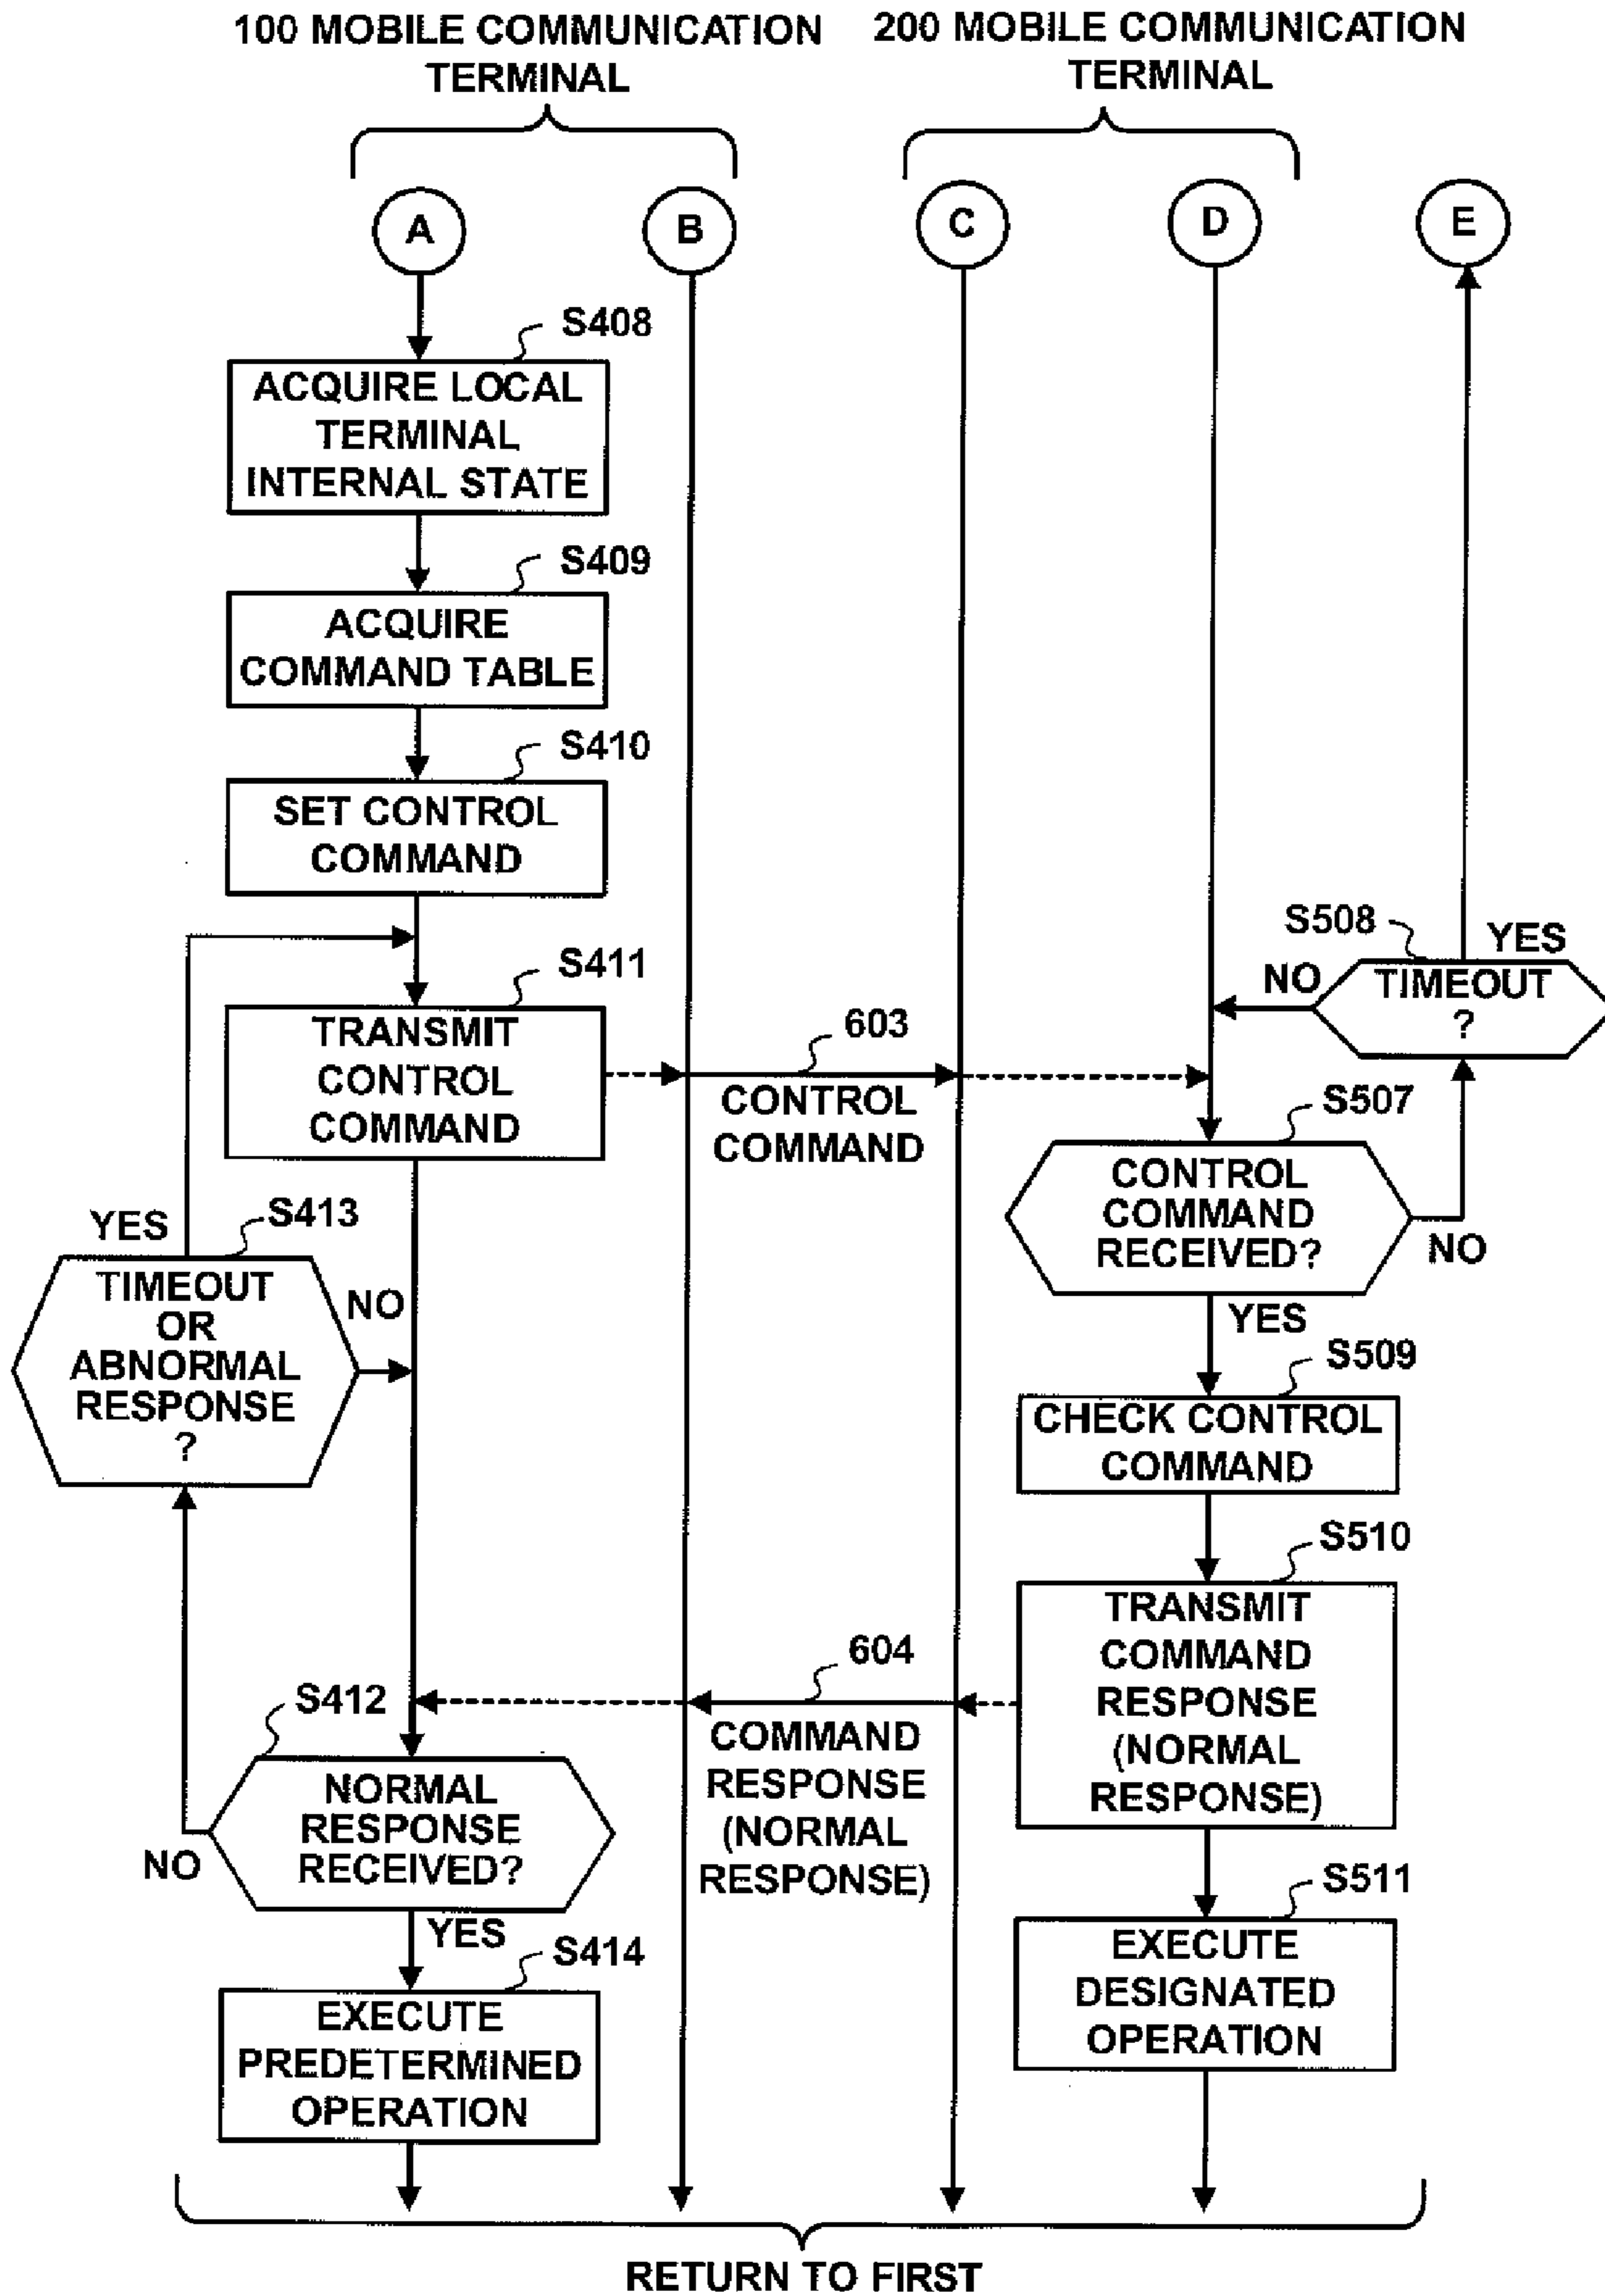 100 MOBILE COMMUNICATION
TERMINAL
200 MOBILE COMMUNICATION
TERMINAL
A
B
C
D
E
S408
ACQUIRE LOCAL
TERMINAL
INTERNAL STATE
S409
ACQUIRE
COMMAND TABLE
S410
SET CONTROL
COMMAND
S411
TRANSMIT
CONTROL
COMMAND
603
CONTROL
COMMAND
S508
YES
NO
TIMEOUT
?
S507
CONTROL
COMMAND
RECEIVED?
NO
YES
S413
YES
TIMEOUT
OR
ABNORMAL
RESPONSE
?
NO
S509
CHECK CONTROL
COMMAND
S510
TRANSMIT
COMMAND
RESPONSE
(NORMAL
RESPONSE)
604
COMMAND
RESPONSE
(NORMAL
RESPONSE)
S412
NORMAL
RESPONSE
RECEIVED?
NO
YES
S414
EXECUTE
PREDETERMINED
OPERATION
S511
EXECUTE
DESIGNATED
OPERATION
RETURN TO FIRST